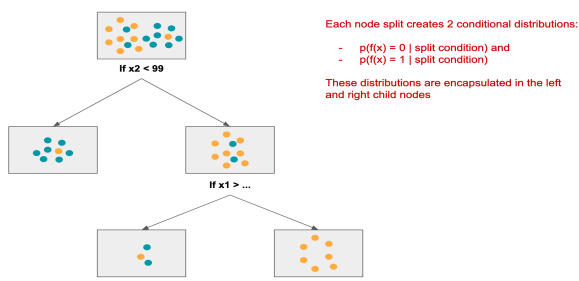 Each node split creates 2 conditional distributions:
- p(f(x) = 0 | split condition) and
- p(f(x) = 1 | split condition)
These distributions are encapsulated in the left
and right child nodes
If x2 < 99
If x1 > ...